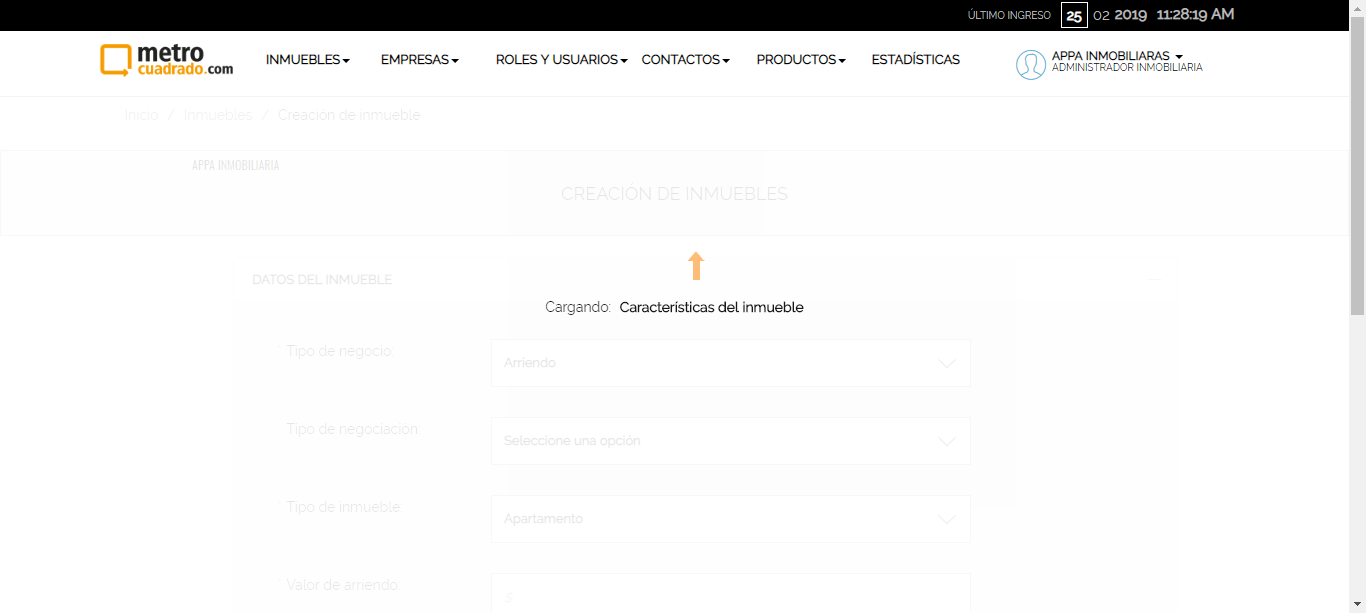 ÚLTIMO INGRESO 25 02 2019 11:28:19 AM
metro
cuadrado.com
INMUEBLES EMPRESAS ROLES Y USUARIOS CONTACTOS PRODUCTOS ESTADÍSTICAS
APPA INMOBILIARAS
ADMINISTRADOR INMOBILIARIA
Inicio / Inmuebles / Creación de inmueble
APPA INMOBILIARIA
CREACIÓN DE INMUEBLES
DATOS DEL INMUEBLE
Cargando: Características del inmueble
* Tipo de negocio: Arriendo
Tipo de negociación: Seleccione una opción
* Tipo de inmueble: Apartamento
* Valor de arriendo: $